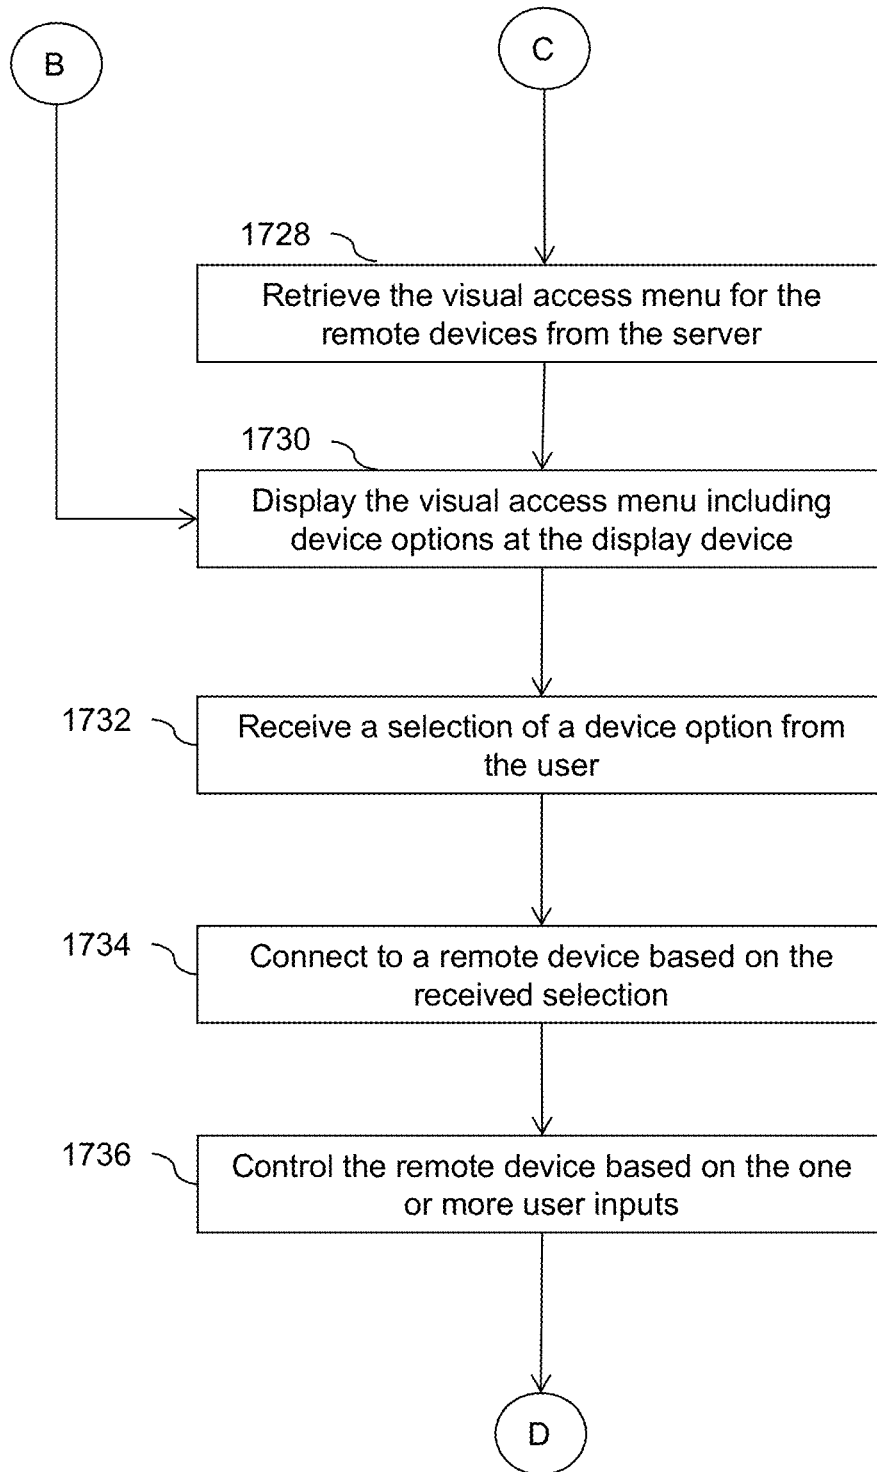 B
C
1728
Retrieve the visual access menu for the
remote devices from the server
1730
Display the visual access menu including
device options at the display device
1732
Receive a selection of a device option from
the user
1734
Connect to a remote device based on the
received selection
1736
Control the remote device based on the one
or more user inputs
D